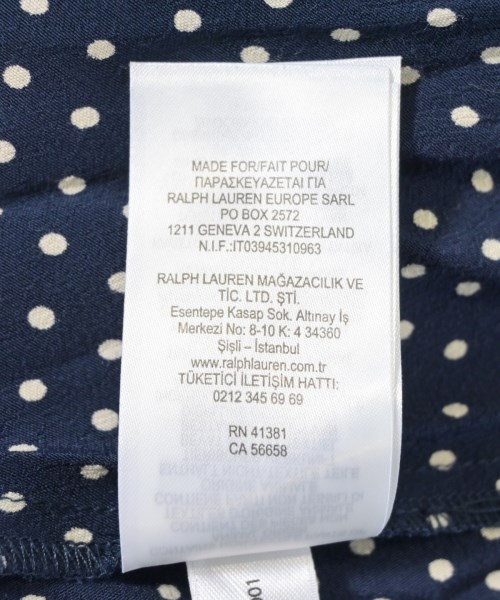 MADE FOR/FAIT POUR/
ΠΑΡΑΣΚΕΥΑΖΕΤΑΙ ΓΙΑ
RALPH LAUREN EUROPE SARL
PO BOX 2572
1211 GENEVA 2 SWITZERLAND
N.I.F.:IT03945310963
RALPH LAUREN MAĞAZACILIK VE
TİC. LTD. ŞTİ.
Esentepe Kasap Sok. Altınay İş
Merkezi No: 8-10 K: 4 34360
Şişli – İstanbul
www.ralphlauren.com.tr
TÜKETİCİ İLETİŞİM HATTI:
0212 345 69 69
RN 41381
CA 56658
001